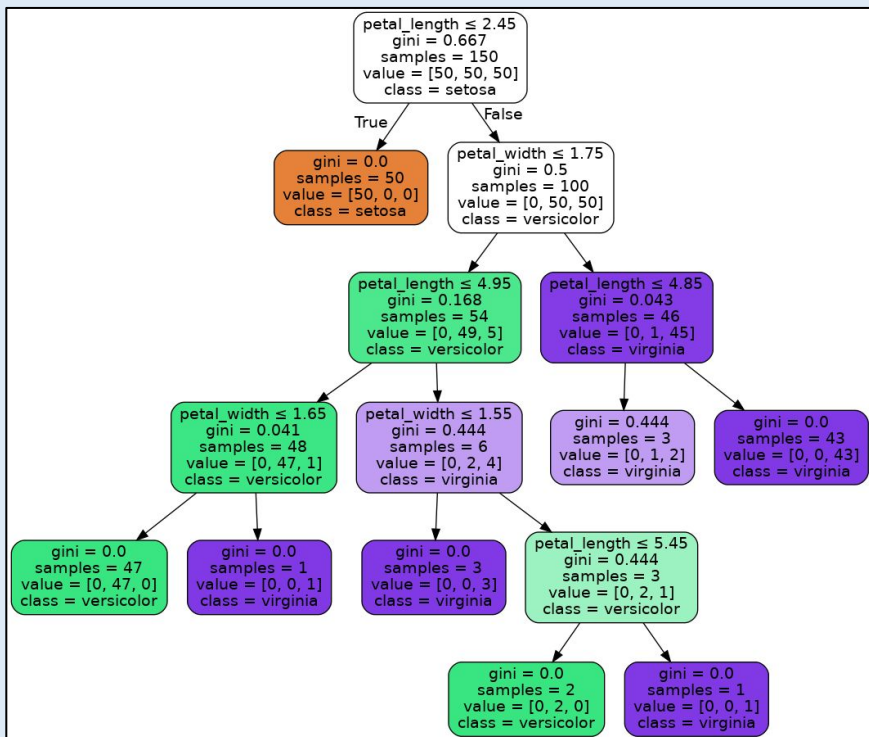 petal_length ≤ 2.45
gini = 0.667
samples = 150
value = [50, 50, 50]
class = setosa
True
False
gini = 0.0
samples = 50
value = [50, 0, 0]
class = setosa
petal_width ≤ 1.75
gini = 0.5
samples = 100
value = [0, 50, 50]
class = versicolor
petal_length ≤ 4.95
gini = 0.168
samples = 54
value = [0, 49, 5]
class = versicolor
petal_length ≤ 4.85
gini = 0.043
samples = 46
value = [0, 1, 45]
class = virginia
petal_width ≤ 1.65
gini = 0.041
samples = 48
value = [0, 47, 1]
class = versicolor
petal_width ≤ 1.55
gini = 0.444
samples = 6
value = [0, 2, 4]
class = virginia
gini = 0.444
samples = 3
value = [0, 1, 2]
class = virginia
gini = 0.0
samples = 43
value = [0, 0, 43]
class = virginia
gini = 0.0
samples = 47
value = [0, 47, 0]
class = versicolor
gini = 0.0
samples = 1
value = [0, 0, 1]
class = virginia
gini = 0.0
samples = 3
value = [0, 0, 3]
class = virginia
petal_length ≤ 5.45
gini = 0.444
samples = 3
value = [0, 2, 1]
class = versicolor
gini = 0.0
samples = 2
value = [0, 2, 0]
class = versicolor
gini = 0.0
samples = 1
value = [0, 0, 1]
class = virginia